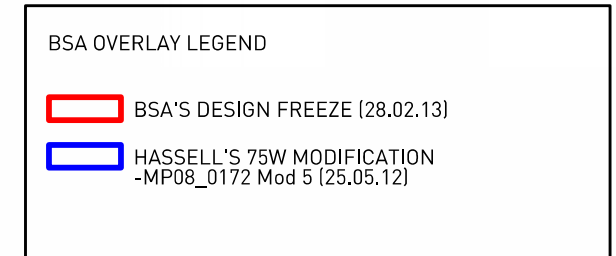 BSA OVERLAY LEGEND
BSA'S DESIGN FREEZE (28.02.13)
HASSELL'S 75W MODIFICATION
-MP08_0172 Mod 5 (25.05.12)